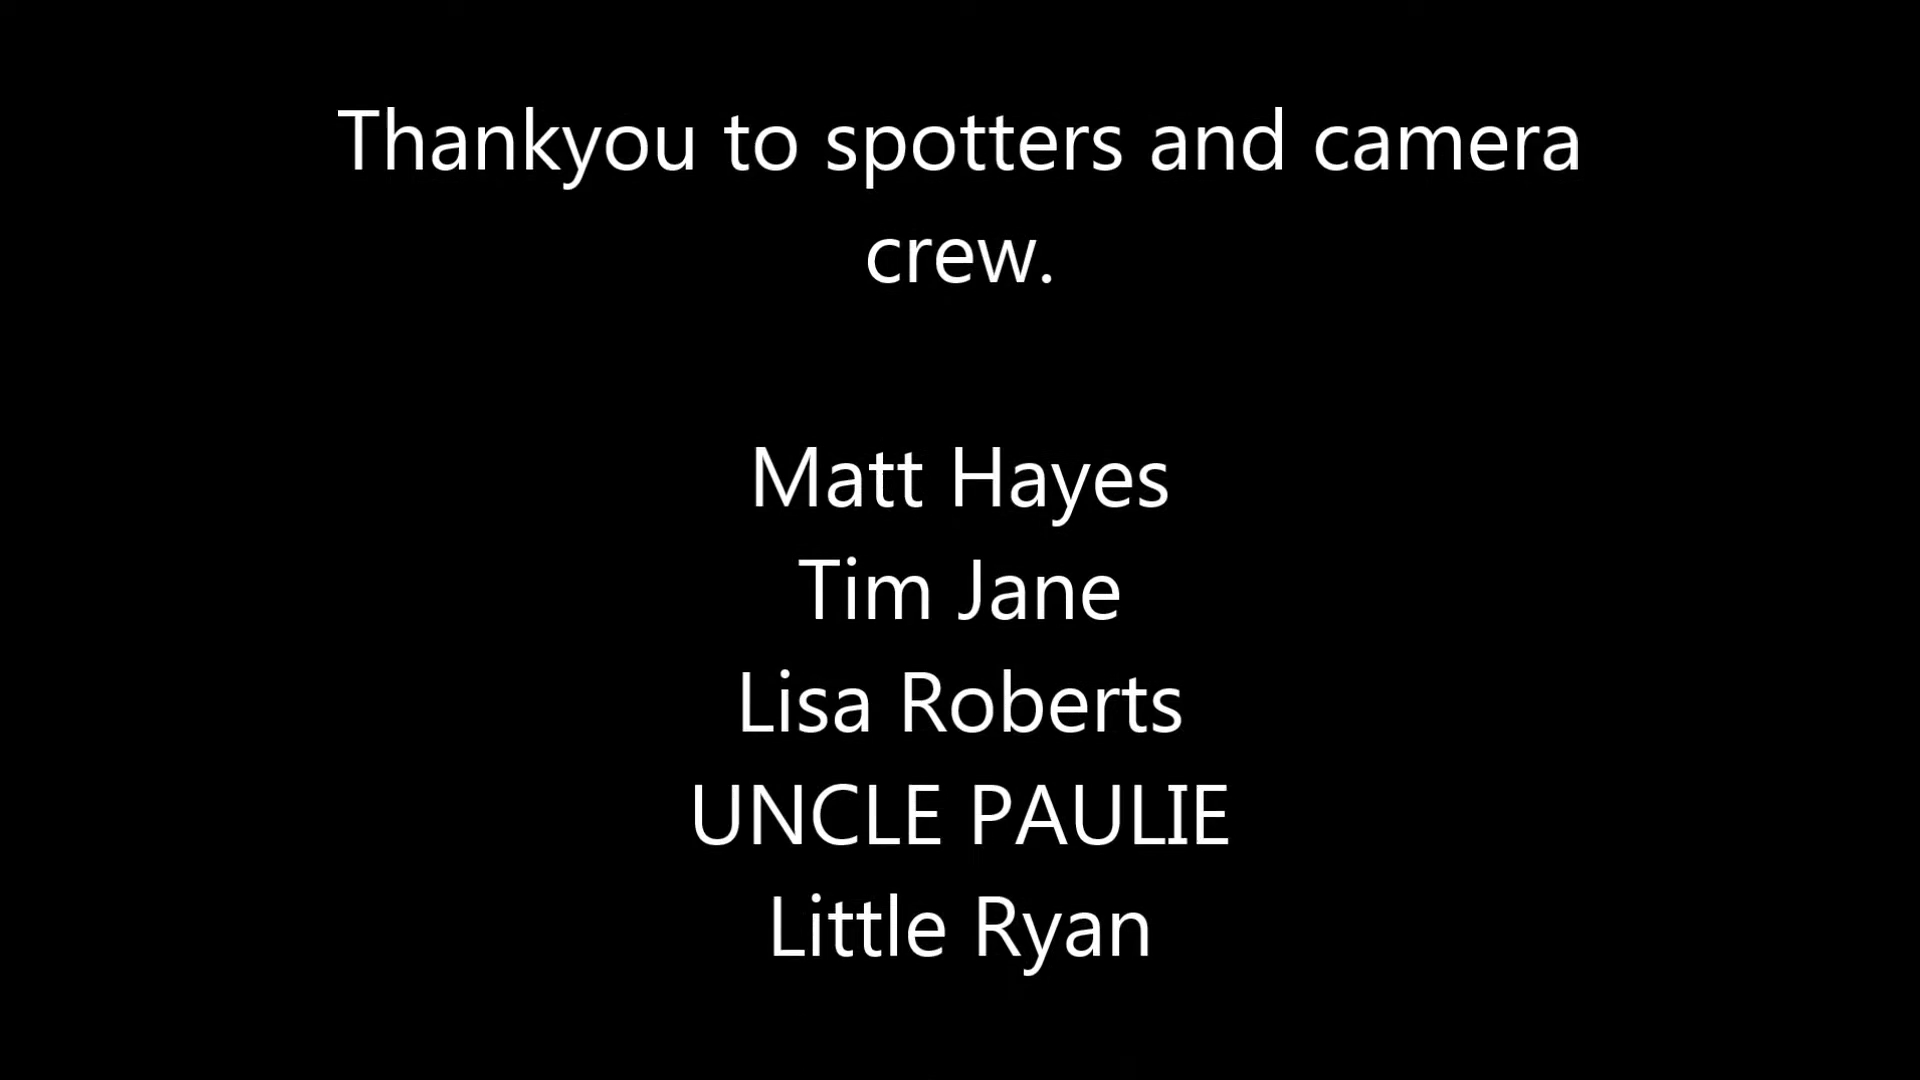 Thankyou to spotters and camera
crew.
Matt Hayes
Tim Jane
Lisa Roberts
UNCLE PAULIE
Little Ryan